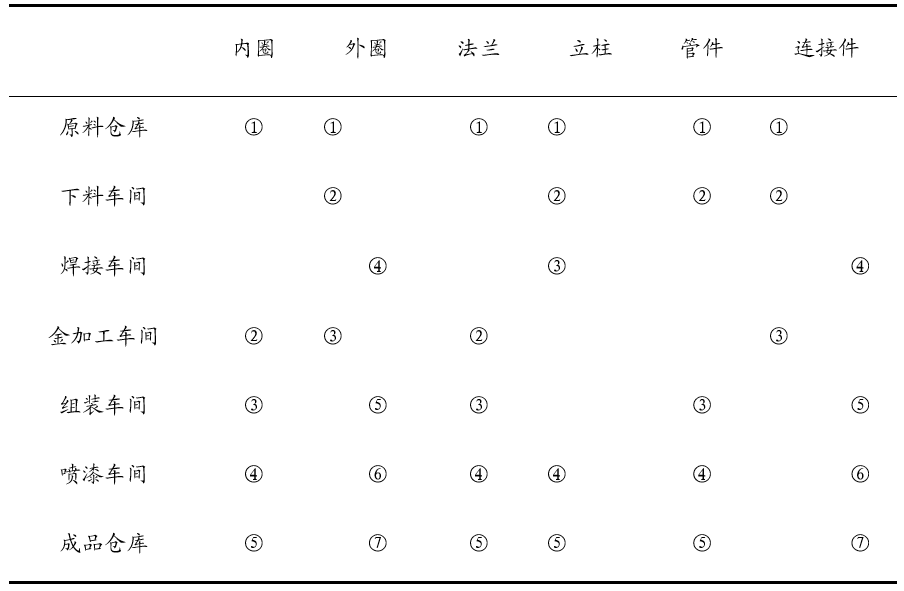 内圈 外圈 法兰 立柱 管件 连接件
原料仓库 ① ① ① ① ① ①
下料车间 ② ② ② ②
焊接车间 ④ ③ ④
金加工车间 ② ③ ② ③
组装车间 ③ ⑤ ③ ③ ⑤
喷漆车间 ④ ⑥ ④ ④ ④ ⑥
成品仓库 ⑤ ⑦ ⑤ ⑤ ⑤ ⑦